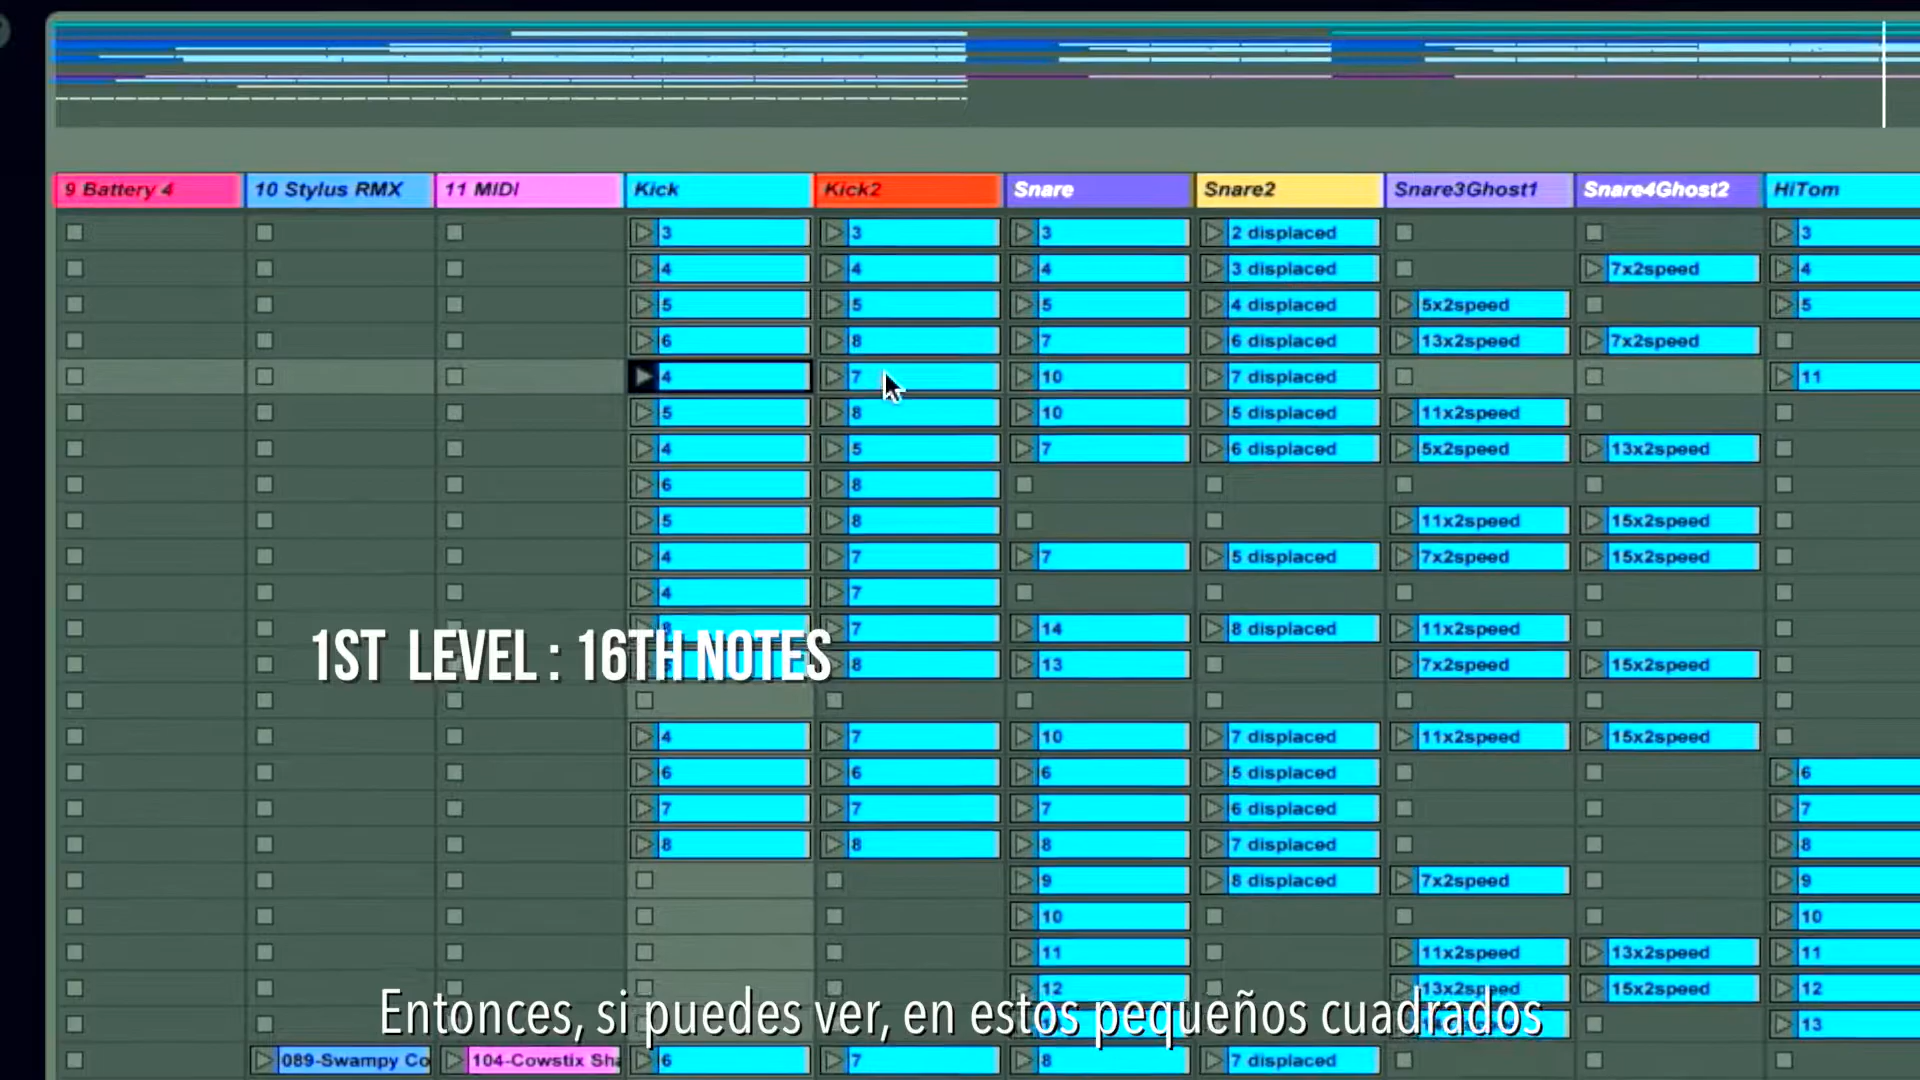 9 Battery 4 10 Stylus RMX 11 MIDI Kick Kick2 Snare Snare2 Snare3Ghost1 Snare4Ghost2 HiTom
3 3 3 2 displaced 3
4 4 4 3 displaced 7x2speed 4
5 5 5 4 displaced 5x2speed 5
6 8 7 6 displaced 13x2speed 7x2speed
4 7 10 7 displaced 11
5 8 10 5 displaced 11x2speed
4 5 7 6 displaced 5x2speed 13x2speed
6 8
5 8 11x2speed 15x2speed
4 7 7 5 displaced 7x2speed 15x2speed
4 7
7 14 8 displaced 11x2speed
1ST LEVEL : 16TH NOTES
8 13 7x2speed 15x2speed
4 7 10 7 displaced 11x2speed 15x2speed
6 6 6 5 displaced 6
7 7 7 6 displaced 7
8 8 8 7 displaced 8
9 8 displaced 7x2speed 9
10 10
11 11x2speed 13x2speed 11
12 13x2speed 15x2speed 12
Entonces, si puedes ver, en estos pequeños cuadrados
13
089-Swampy Co 104-Cowstix Sha 6 7 8 7 displaced